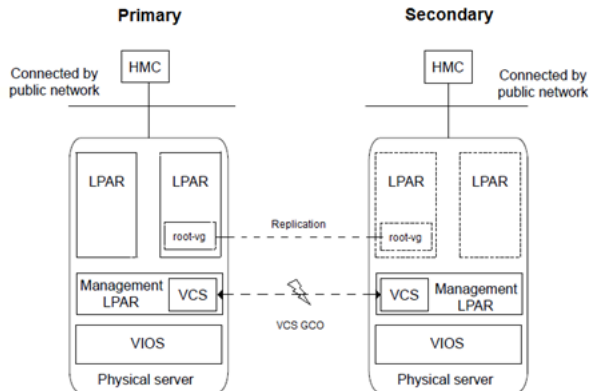 Primary
Secondary
HMC
HMC
Connected by
public network
Connected by
public network
LPAR
LPAR
LPAR
LPAR
root-vg
Replication
root-vg
Management
LPAR
VCS
VCS
Management
LPAR
VCS GCO
VIOS
VIOS
Physical server
Physical server